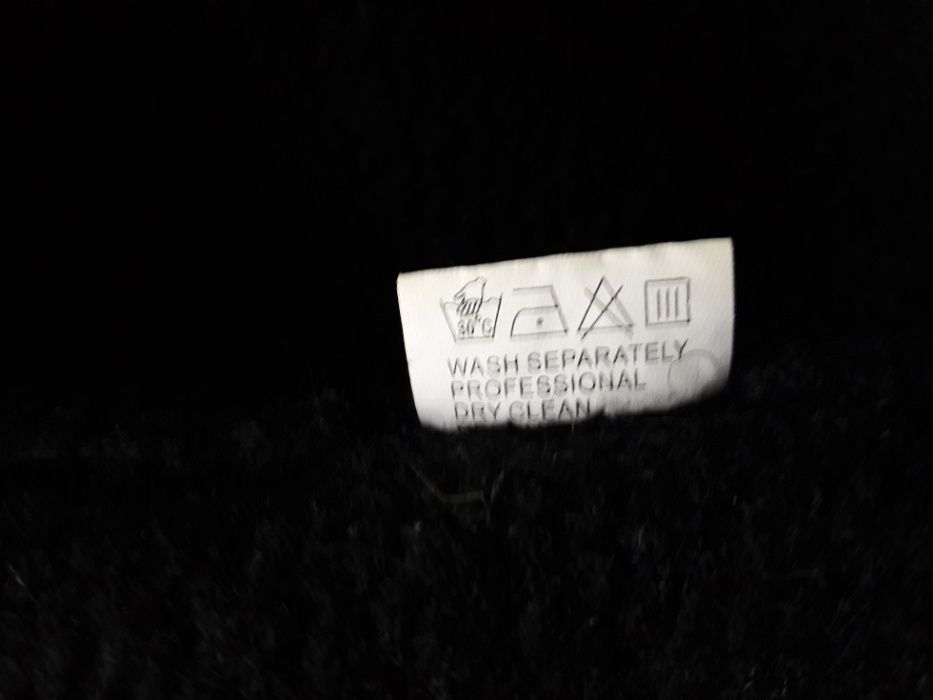 30°C
WASH SEPARATELY
PROFESSIONAL
DRY CLEAN